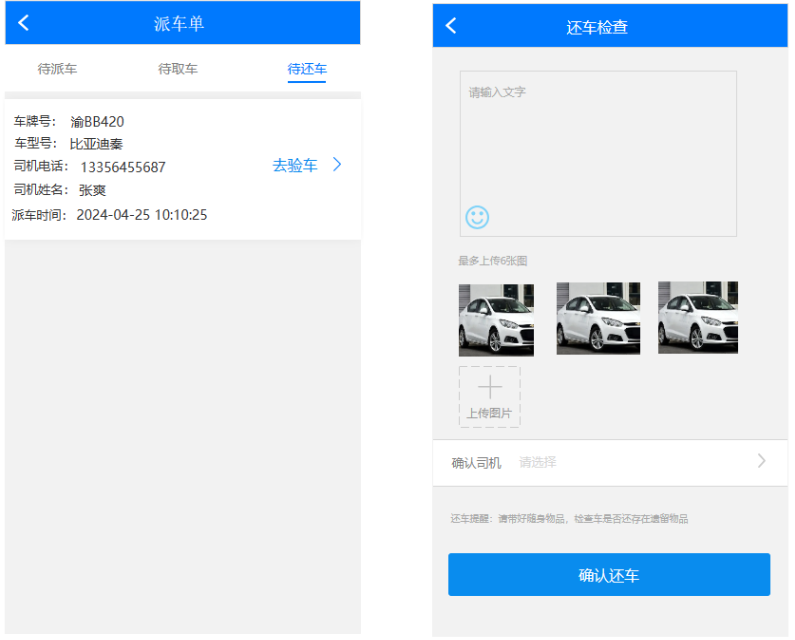 派车单
待派车 待取车 待还车
车牌号： 渝BB420
车型号： 比亚迪秦
司机电话： 13356455687
司机姓名： 张爽
派车时间： 2024-04-25 10:10:25
去验车
还车检查
请输入文字
最多上传6张图
上传图片
确认司机 请选择
还车提醒：请带好随身物品，检查车是否还存在遗留物品
确认还车